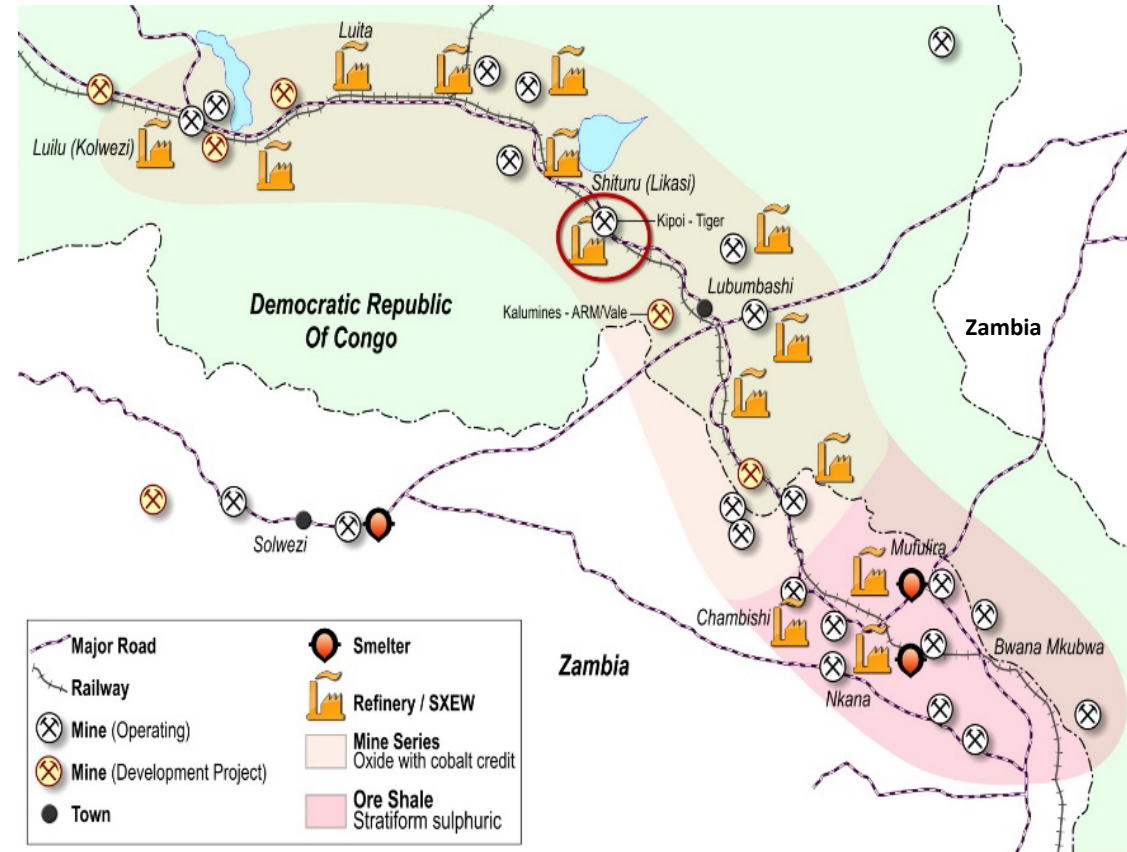 Luita
Luilu (Kolwezi)
Shituru (Likasi)
Kipoi - Tiger
Democratic Republic
Of Congo
Kalumines - ARM/Vale
Lubumbashi
Zambia
Solwezi
Mufulira
Chambishi
Bwana Mkubwa
Zambia
Nkana
Major Road
Railway
Mine (Operating)
Mine (Development Project)
Town
Smelter
Refinery / SXEW
Mine Series
Oxide with cobalt credit
Ore Shale
Stratiform sulphuric